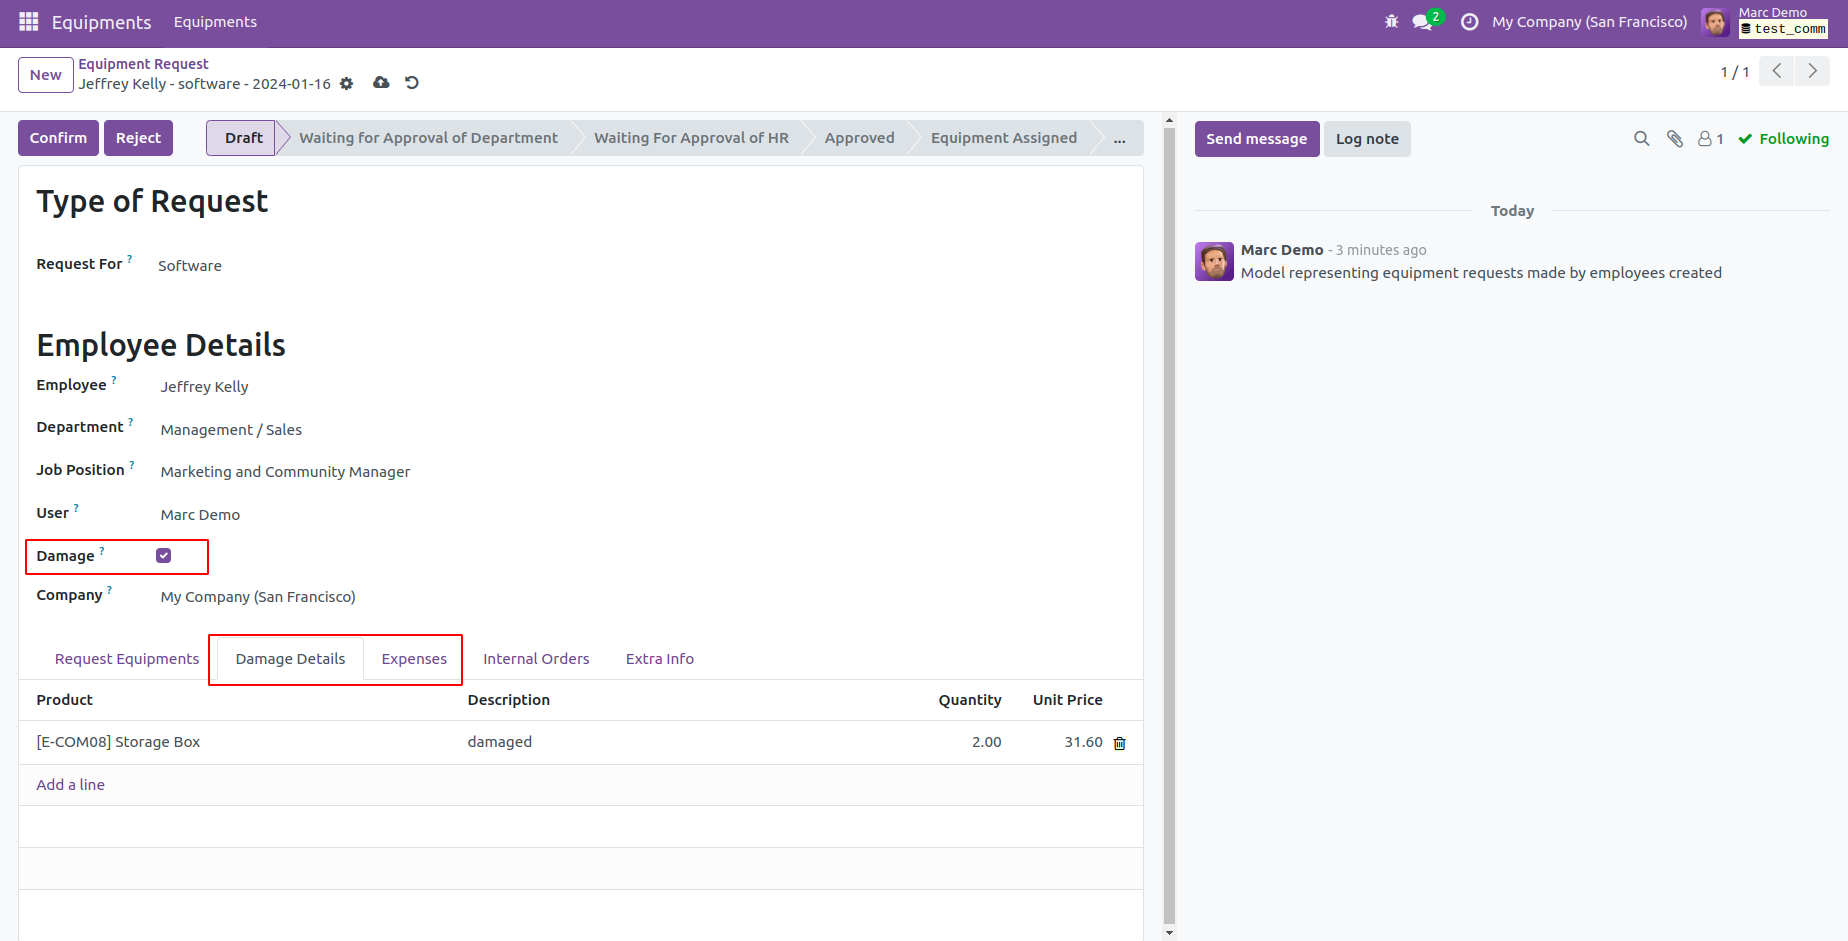 Equipments Equipments 2 My Company (San Francisco) Marc Demo
test_comm
New Equipment Request
Jeffrey Kelly - software - 2024-01-16 1 / 1
Confirm Reject Draft Waiting for Approval of Department Waiting For Approval of HR Approved Equipment Assigned ... Send message Log note 1 Following
Type of Request
Today
Request For ? Software
Marc Demo - 3 minutes ago
Model representing equipment requests made by employees created
Employee Details
Employee ? Jeffrey Kelly
Department ? Management / Sales
Job Position ? Marketing and Community Manager
User ? Marc Demo
Damage ?
Company ? My Company (San Francisco)
Request Equipments Damage Details Expenses Internal Orders Extra Info
Product Description Quantity Unit Price
[E-COM08] Storage Box damaged 2.00 31.60
Add a line